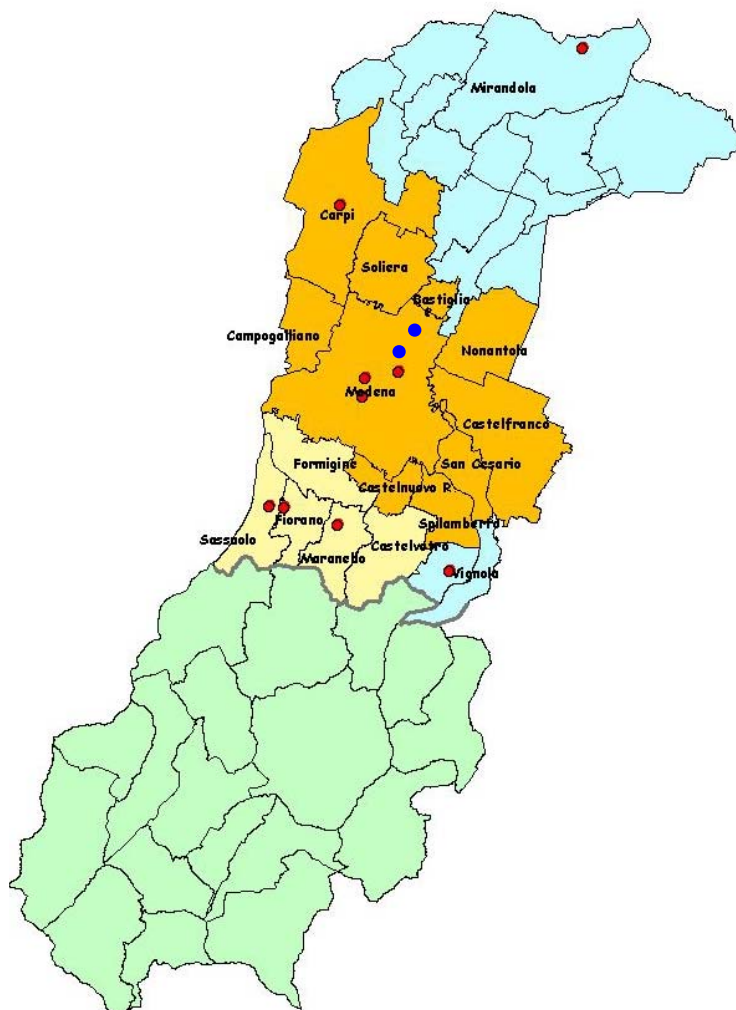 Mirandola
Carpi
Soliera
Bastiglia
Campogalliano
Nonantola
Modena
Castelfranco
Formigine
San Cesario
Castelnuovo R.
Fiorano
Spilamberto
Sassuolo
Castelvetro
Maranello
Vignola